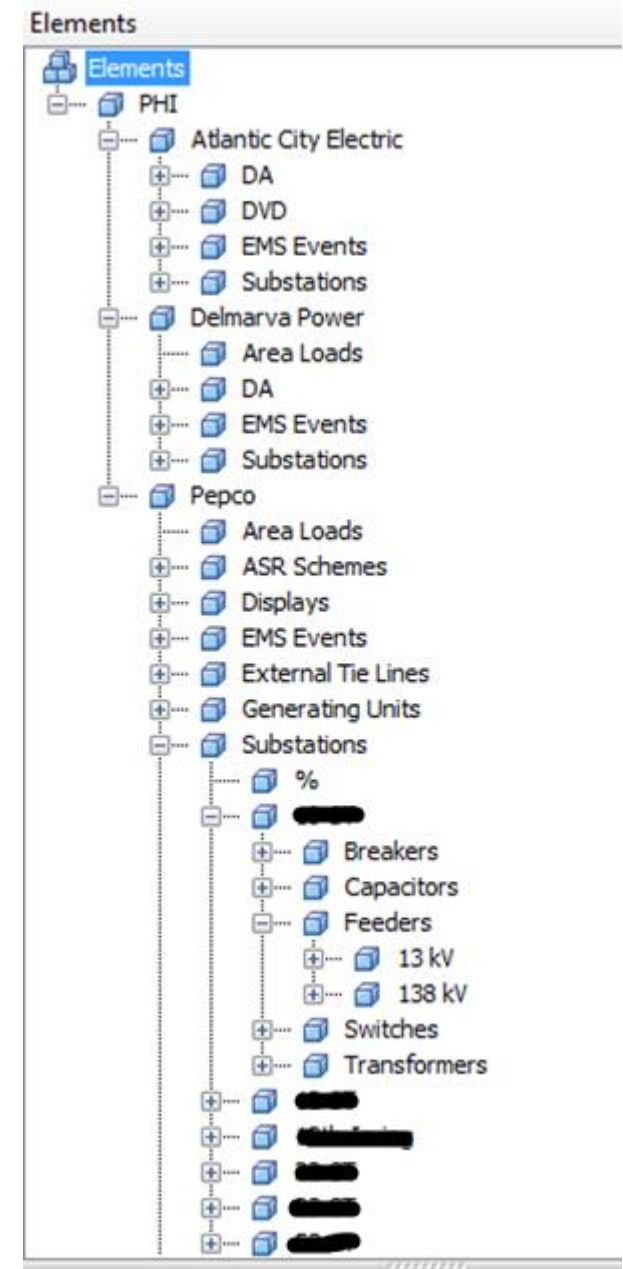 Elements
Elements
PHI
Atlantic City Electric
DA
DVD
EMS Events
Substations
Delmarva Power
Area Loads
DA
EMS Events
Substations
Pepco
Area Loads
ASR Schemes
Displays
EMS Events
External Tie Lines
Generating Units
Substations
%
Breakers
Capacitors
Feeders
13 kV
138 kV
Switches
Transformers